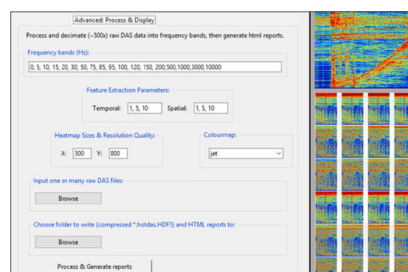 Advanced: Process & Display
Process and decimate (~500x) raw DAS data into frequency bands, then generate html reports.
Frequency bands (Hz):
0, 5, 10, 15, 20, 30, 50, 75, 85, 95, 100, 120, 150, 200,500,1000,3000,10000
Feature Extraction Parameters:
Temporal: 1, 5, 10 Spatial: 1, 5, 10
Heatmap Sizes & Resolution Quality: Colourmap:
X: 300 Y: 800 jet
Input one or many raw DAS files:
Browse
Choose folder to write (compressed *.hotdas.HDF5) and HTML reports to:
Browse
Process & Generate reports